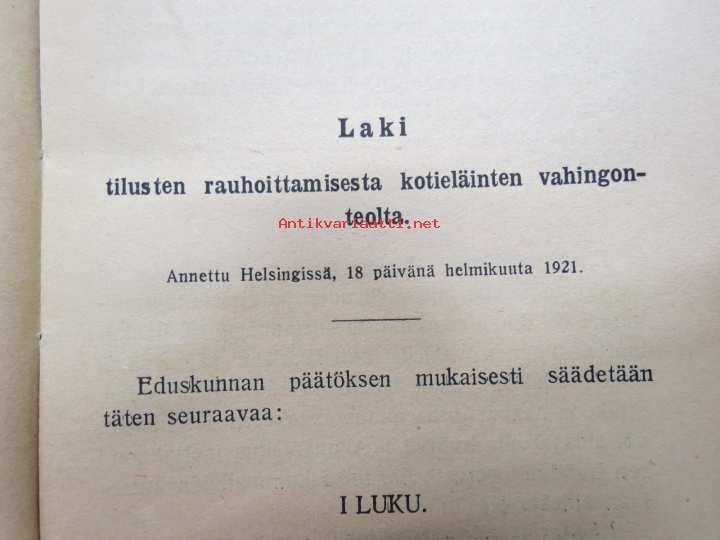 Laki
tilusten rauhoittamisesta kotieläinten vahingon-
teolta.
Antikvariaatti.net
Annettu Helsingissä, 18 päivänä helmikuuta 1921.
Eduskunnan päätöksen mukaisesti säädetään
täten seuraavaa:
I LUKU.